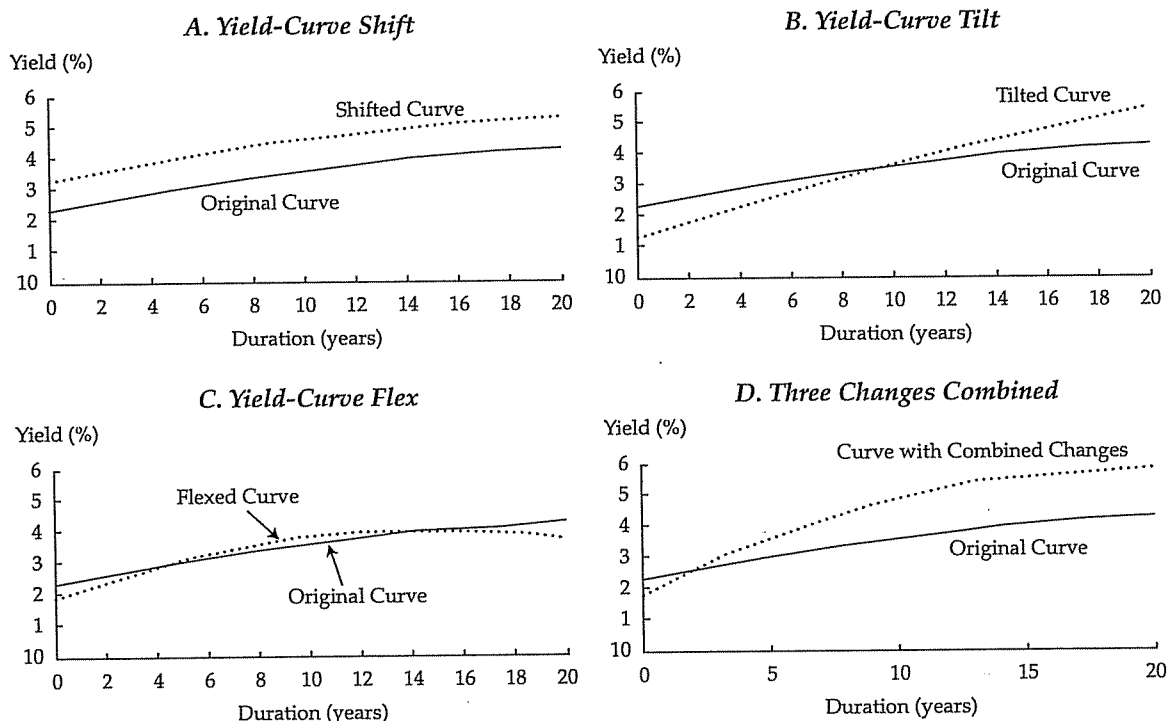 A. Yield-Curve Shift
Yield (%)
6
5
4
3
2
1
10
Shifted Curve
Original Curve
0 2 4 6 8 10 12 14 16 18 20
Duration (years)
B. Yield-Curve Tilt
Yield (%)
6
5
4
3
2
1
10
Tilted Curve
Original Curve
0 2 4 6 8 10 12 14 16 18 20
Duration (years)
C. Yield-Curve Flex
Yield (%)
6
5
4
3
2
1
10
Flexed Curve
Original Curve
0 2 4 6 8 10 12 14 16 18 20
Duration (years)
D. Three Changes Combined
Yield (%)
6
5
4
3
2
1
10
Curve with Combined Changes
Original Curve
0 5 10 15 20
Duration (years)